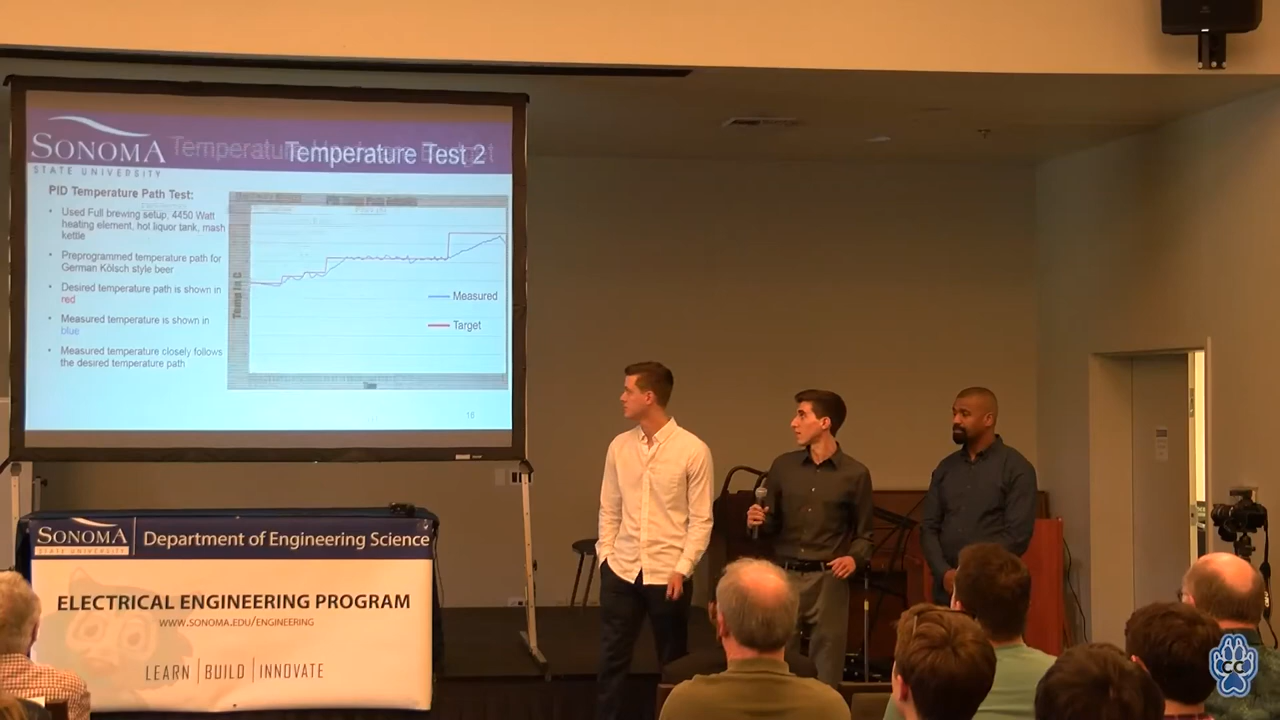 SONOMA
STATE UNIVERSITY
Temperature Test 2
PID Temperature Path Test:
• Used Full brewing setup, 4450 Watt
heating element, hot liquor tank, mash
kettle
• Preprogrammed temperature path for
German Kölsch style beer
• Desired temperature path is shown in
red
• Measured temperature is shown in
blue
• Measured temperature closely follows
the desired temperature path
Temp in C
Measured
Target
16
SONOMA
STATE UNIVERSITY
Department of Engineering Science
ELECTRICAL ENGINEERING PROGRAM
WWW.SONOMA.EDU/ENGINEERING
LEARN | BUILD | INNOVATE
CC